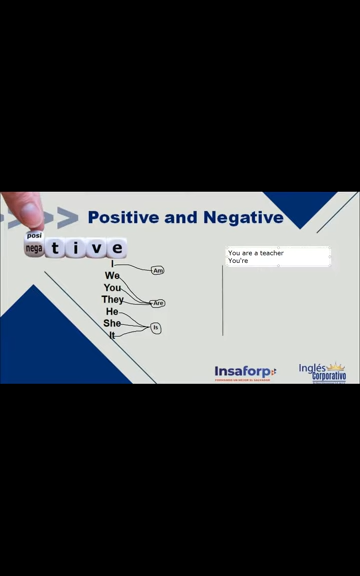 Positive and Negative
posi
nega
tive
I
We
You
They
He
She
It
Am
Are
Is
You are a teacher
You're
Insaforp
Inglés
Corporativo